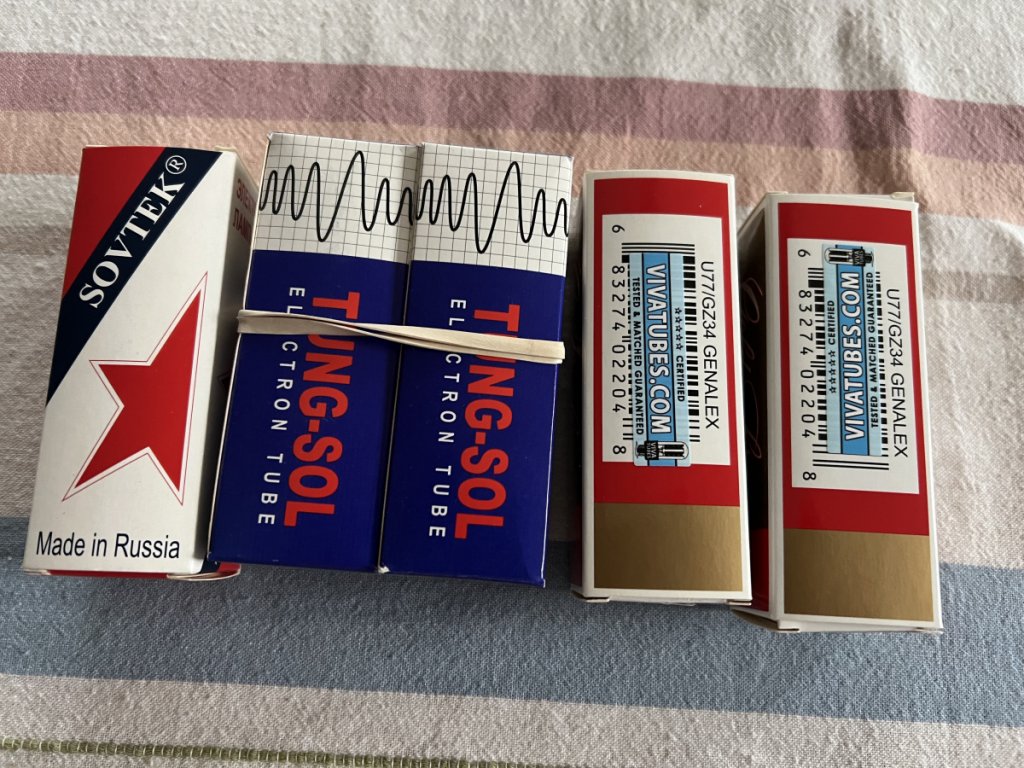 SOVTEK®
Made in Russia
TUNG-SOL
ELECTRON TUBE
TUNG-SOL
ELECTRON TUBE
U77/GZ34 GENALEX
VIVATUBES.COM
★★★★★ CERTIFIED
TESTED & MATCHED GUARANTEED
VIVA
6 83274 02204 8
U77/GZ34 GENALEX
TESTED & MATCHED GUARANTEED
VIVATUBES.COM
★★★★★ CERTIFIED
VIVA
6 83274 02204 8